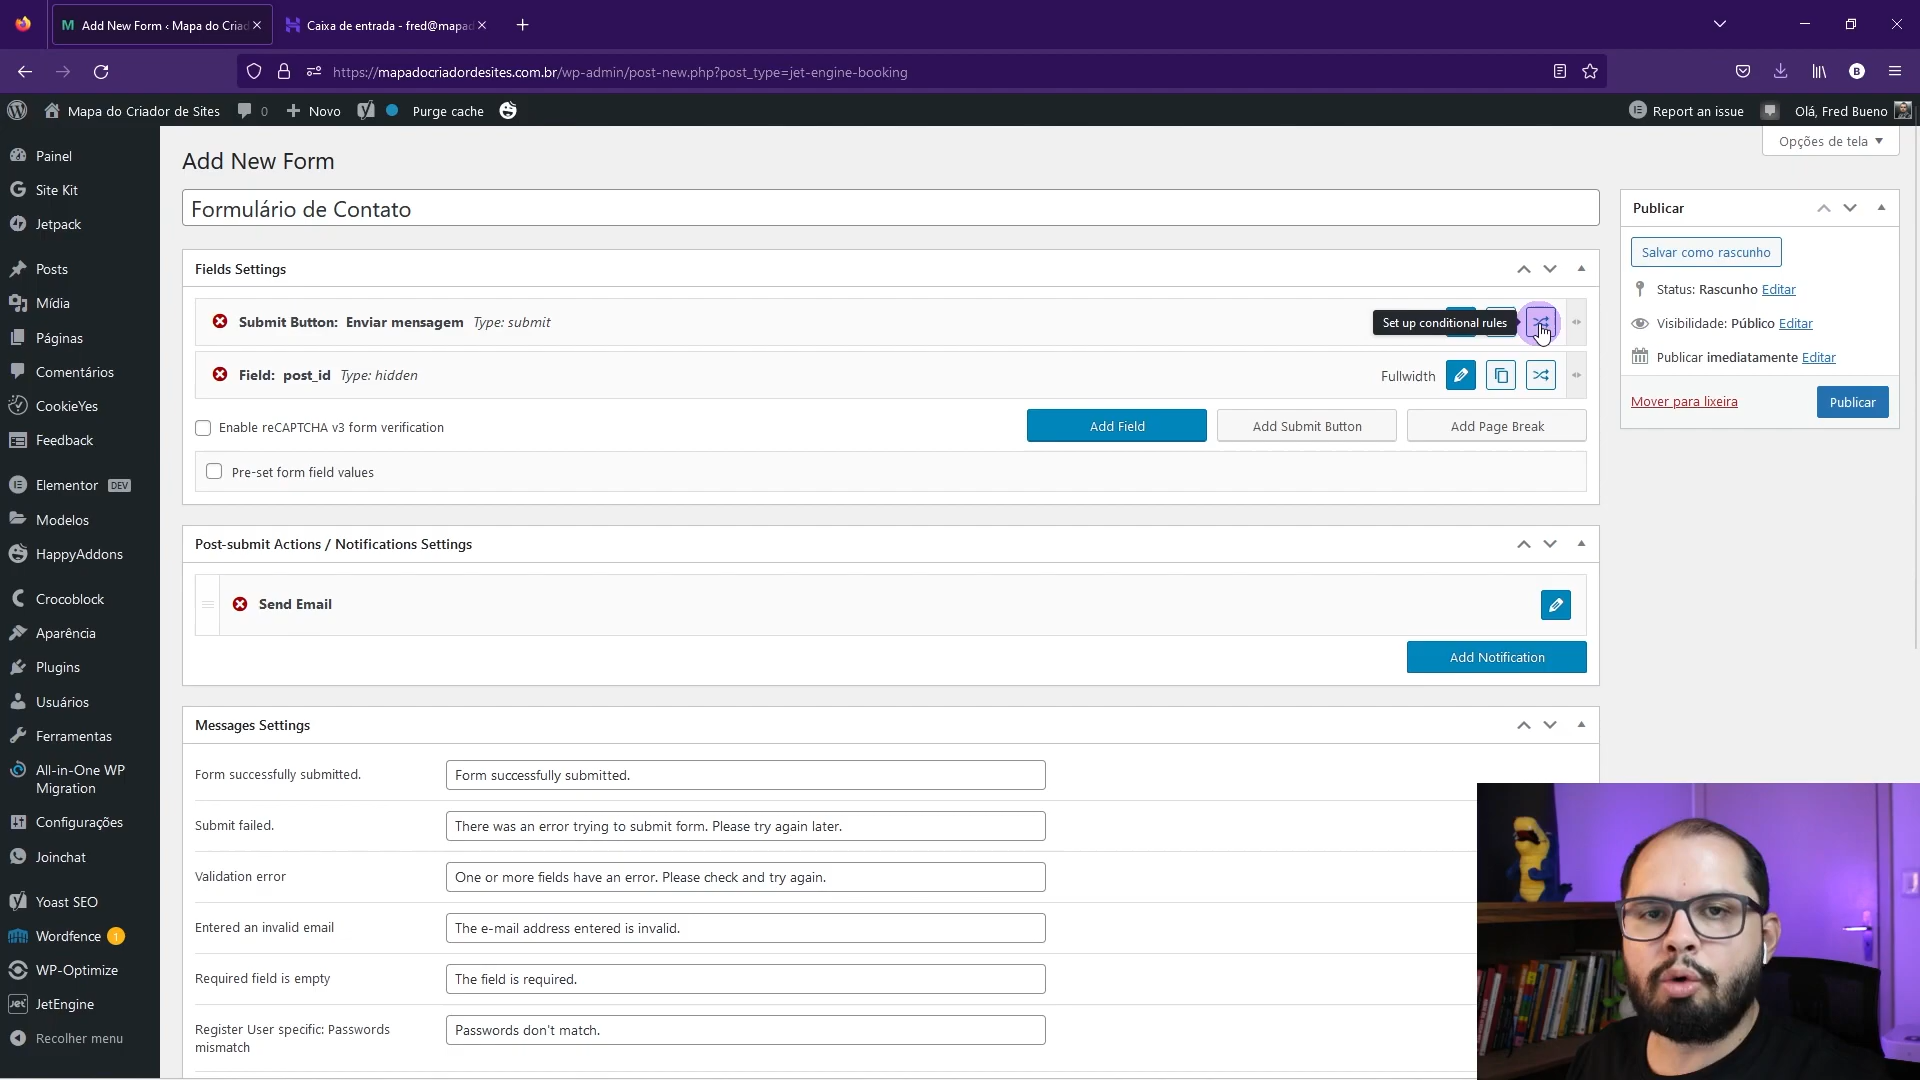 Add New Form ‹ Mapa do Criad
Caixa de entrada - fred@mapad
https://mapadocriadordesites.com.br/wp-admin/post-new.php?post_type=jet-engine-booking
B
Mapa do Criador de Sites
0
Novo
Purge cache
Report an issue
Olá, Fred Bueno
Painel
Site Kit
Jetpack
Posts
Mídia
Páginas
Comentários
CookieYes
Feedback
Elementor DEV
Modelos
HappyAddons
Crocoblock
Aparência
Plugins
Usuários
Ferramentas
All-in-One WP
Migration
Configurações
Joinchat
Yoast SEO
Wordfence 1
WP-Optimize
JetEngine
Recolher menu
Opções de tela
Add New Form
Formulário de Contato
Fields Settings
Submit Button: Enviar mensagem Type: submit
Set up conditional rules
Field: post_id Type: hidden
Fullwidth
Enable reCAPTCHA v3 form verification
Add Field
Add Submit Button
Add Page Break
Pre-set form field values
Post-submit Actions / Notifications Settings
Send Email
Add Notification
Messages Settings
Form successfully submitted.
Form successfully submitted.
Submit failed.
There was an error trying to submit form. Please try again later.
Validation error
One or more fields have an error. Please check and try again.
Entered an invalid email
The e-mail address entered is invalid.
Required field is empty
The field is required.
Register User specific: Passwords
mismatch
Passwords don't match.
Publicar
Salvar como rascunho
Status: Rascunho Editar
Visibilidade: Público Editar
Publicar imediatamente Editar
Mover para lixeira
Publicar